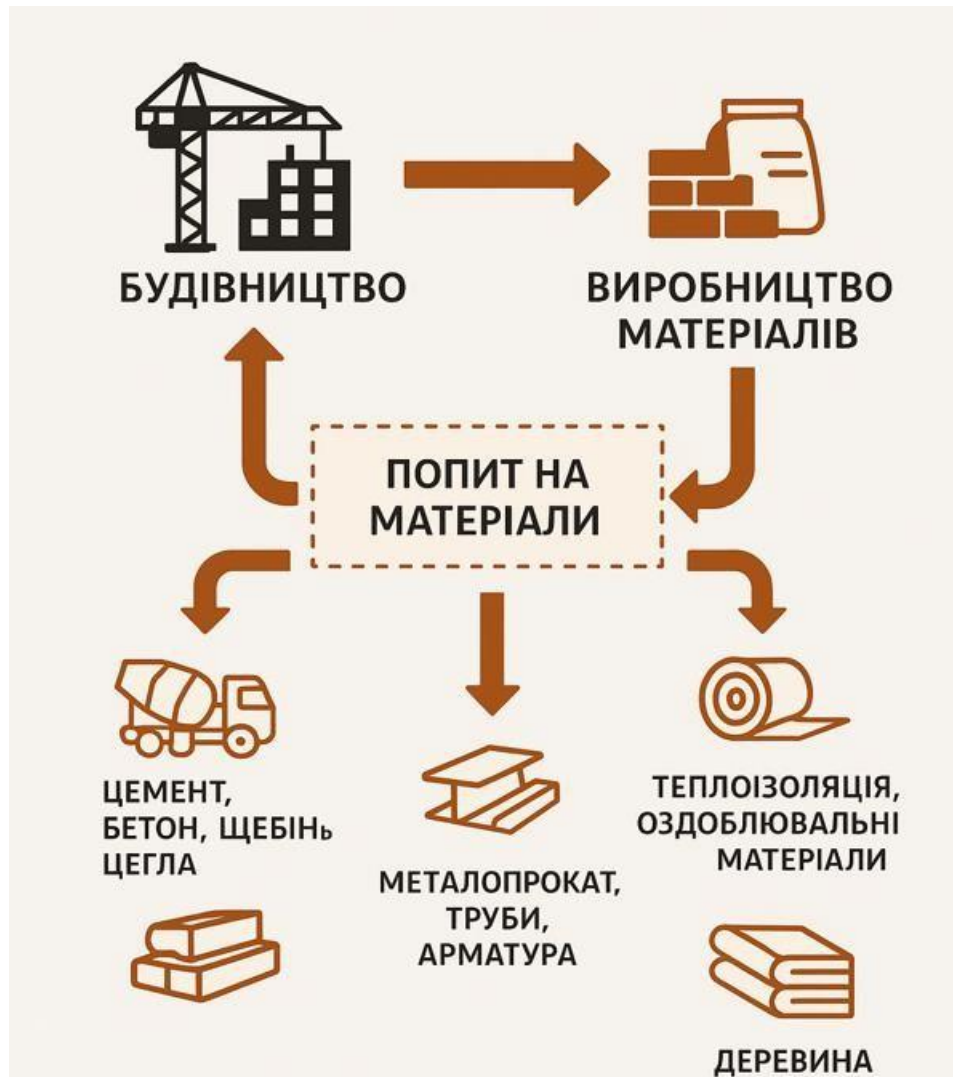 БУДІВНИЦТВО
ВИРОБНИЦТВО
МАТЕРІАЛІВ
ПОПИТ НА
МАТЕРІАЛИ
ЦЕМЕНТ,
БЕТОН, ЩЕБІНь
ЦЕГЛА
МЕТАЛОПРОКАТ,
ТРУБИ,
АРМАТУРА
ТЕПЛОІЗОЛЯЦІЯ,
ОЗДОБЛЮВАЛЬНІ
МАТЕРІАЛИ
ДЕРЕВИНА